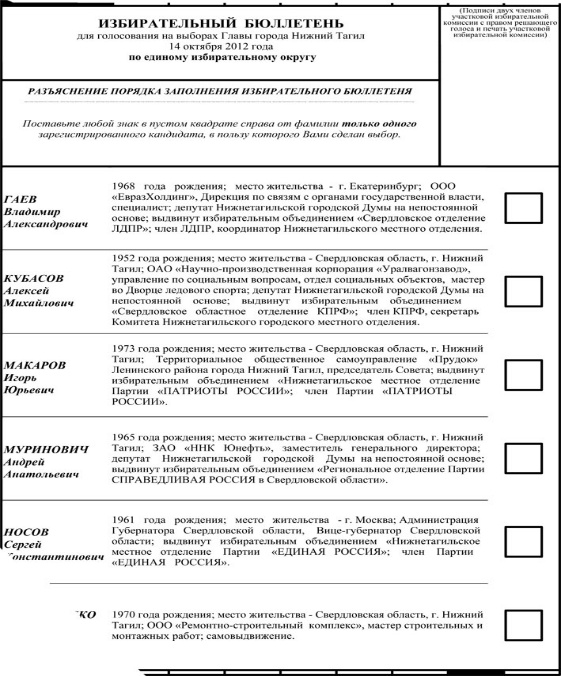 ИЗБИРАТЕЛЬНЫЙ БЮЛЛЕТЕНЬ
для голосования на выборах Главы города Нижний Тагил
14 октября 2012 года
по единому избирательному округу
(Подписи двух членов
участковой избирательной
комиссии с правом решающего
голоса и печать участковой
избирательной комиссии)
РАЗЪЯСНЕНИЕ ПОРЯДКА ЗАПОЛНЕНИЯ ИЗБИРАТЕЛЬНОГО БЮЛЛЕТЕНЯ
Поставьте любой знак в пустом квадрате справа от фамилии только одного
зарегистрированного кандидата, в пользу которого Вами сделан выбор.
ГАЕВ
Владимир
Александрович
1968 года рождения; место жительства - г. Екатеринбург; ООО
«ЕвразХолдинг», Дирекция по связям с органами государственной власти,
специалист; депутат Нижнетагильской городской Думы на непостоянной
основе; выдвинут избирательным объединением «Свердловское отделение
ЛДПР»; член ЛДПР, координатор Нижнетагильского местного отделения.
КУБАСОВ
Алексей
Михайлович
1952 года рождения; место жительства - Свердловская область, г. Нижний
Тагил; ОАО «Научно-производственная корпорация «Уралвагонзавод»,
управление по социальным вопросам, отдел социальных объектов, мастер
во Дворце ледового спорта; депутат Нижнетагильской городской Думы на
непостоянной основе; выдвинут избирательным объединением
«Свердловское областное отделение КПРФ»; член КПРФ, секретарь
Комитета Нижнетагильского городского местного отделения.
МАКАРОВ
Игорь
Юрьевич
1973 года рождения; место жительства - Свердловская область, г. Нижний
Тагил; Территориальное общественное самоуправление «Прудок»
Ленинского района города Нижний Тагил, председатель Совета; выдвинут
избирательным объединением «Нижнетагильское местное отделение
Партии «ПАТРИОТЫ РОССИИ»; член Партии «ПАТРИОТЫ
РОССИИ».
МУРИНОВИЧ
Андрей
Анатольевич
1965 года рождения; место жительства - Свердловская область, г. Нижний
Тагил; ЗАО «ННК Юнефть», заместитель генерального директора;
депутат Нижнетагильской городской Думы на непостоянной основе;
выдвинут избирательным объединением «Региональное отделение Партии
СПРАВЕДЛИВАЯ РОССИЯ в Свердловской области».
НОСОВ
Сергей
онстантинович
1961 года рождения; место жительства - г. Москва; Администрация
Губернатора Свердловской области, Вице-губернатор Свердловской
области; выдвинут избирательным объединением «Нижнетагильское
местное отделение Партии «ЕДИНАЯ РОССИЯ»; член Партии
«ЕДИНАЯ РОССИЯ».
КО
1970 года рождения; место жительства - Свердловская область, г. Нижний
Тагил; ООО «Ремонтно-строительный комплекс», мастер строительных и
монтажных работ; самовыдвижение.